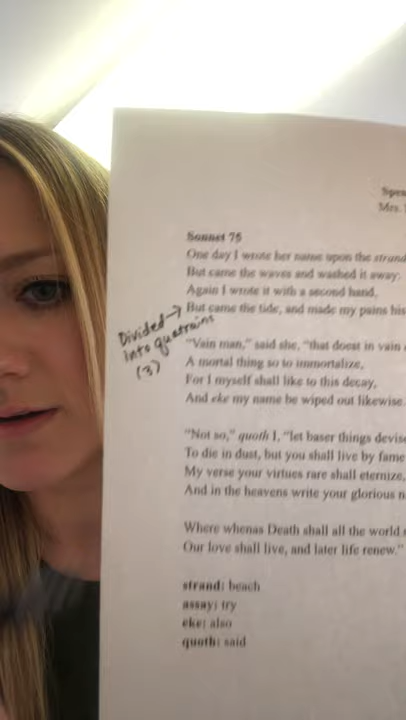 Mrs.
Sonnet 75
One day I wrote her name upon the strand
But came the waves and washed it away:
Again I wrote it with a second hand,
But came the tide, and made my pains his
Divided →
into quatrains
(3)
"Vain man," said she, "that doest in vain
A mortal thing so to immortalize,
For I myself shall like to this decay,
And eke my name be wiped out likewise.
"Not so," quoth I, "let baser things devise
To die in dust, but you shall live by fame
My verse your virtues rare shall eternize,
And in the heavens write your glorious
Where whenas Death shall all the world
Our love shall live, and later life renew."
strand: beach
assay: try
eke: also
quoth: said